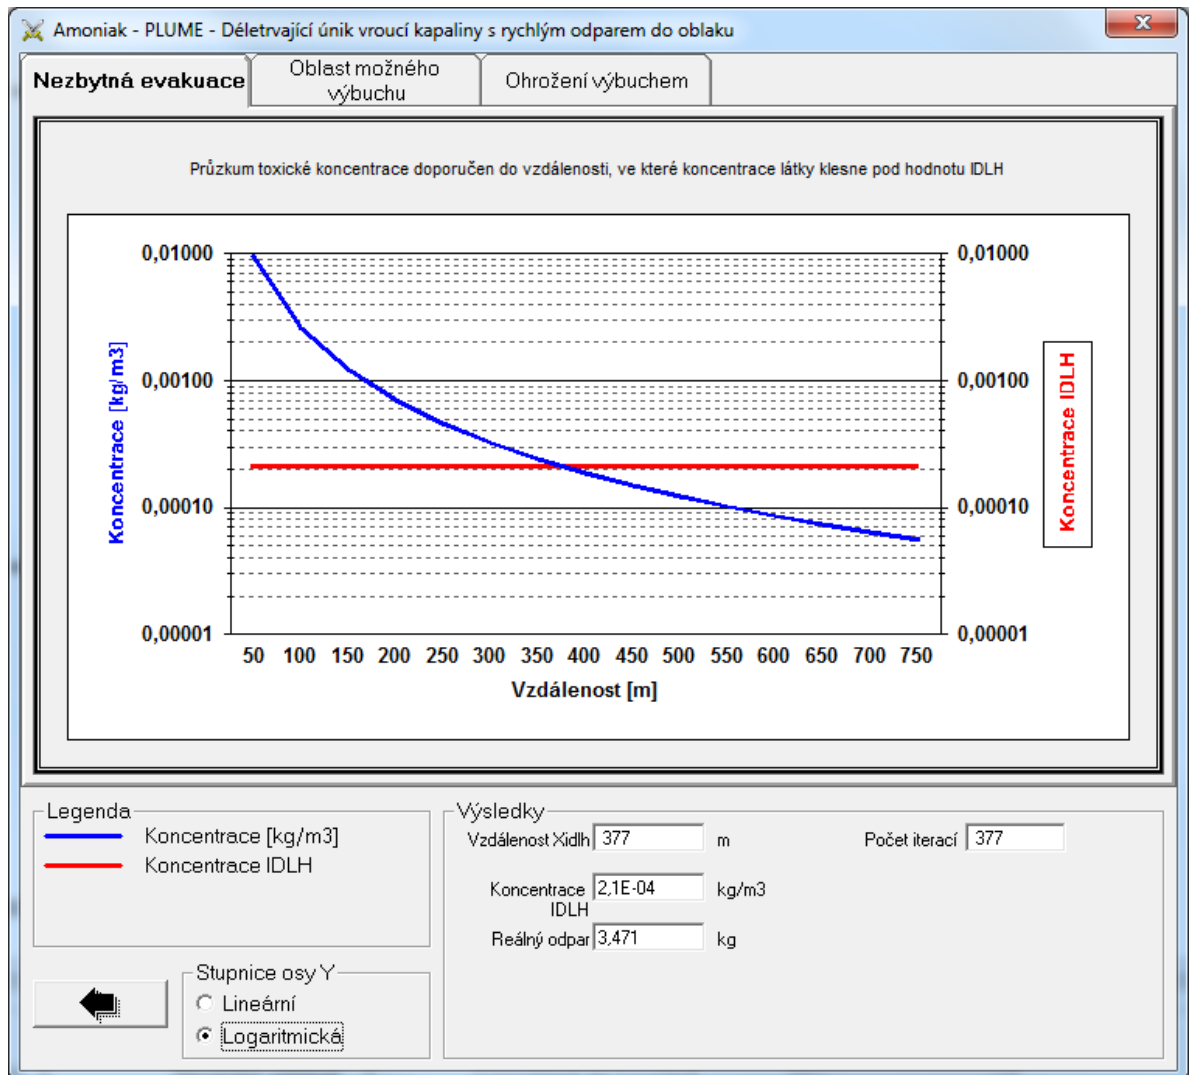 Amoniak - PLUME - Déletrvající únik vroucí kapaliny s rychlým odparem do oblaku
Nezbytná evakuace
Oblast možného
výbuchu
Ohrožení výbuchem
Průzkum toxické koncentrace doporučen do vzdálenosti, ve které koncentrace látky klesne pod hodnotu IDLH
0,01000
0,00100
0,00010
0,00001
Koncentrace [kg/m3]
0,01000
0,00100
0,00010
0,00001
Koncentrace IDLH
50 100 150 200 250 300 350 400 450 500 550 600 650 700 750
Vzdálenost [m]
Legenda
Koncentrace [kg/m3]
Koncentrace IDLH
Stupnice osy Y
Lineární
Logaritmická
Výsledky
Vzdálenost Xidlh 377 m Počet iterací 377
Koncentrace 2,1E-04 kg/m3
IDLH
Reálný odpar 3,471 kg